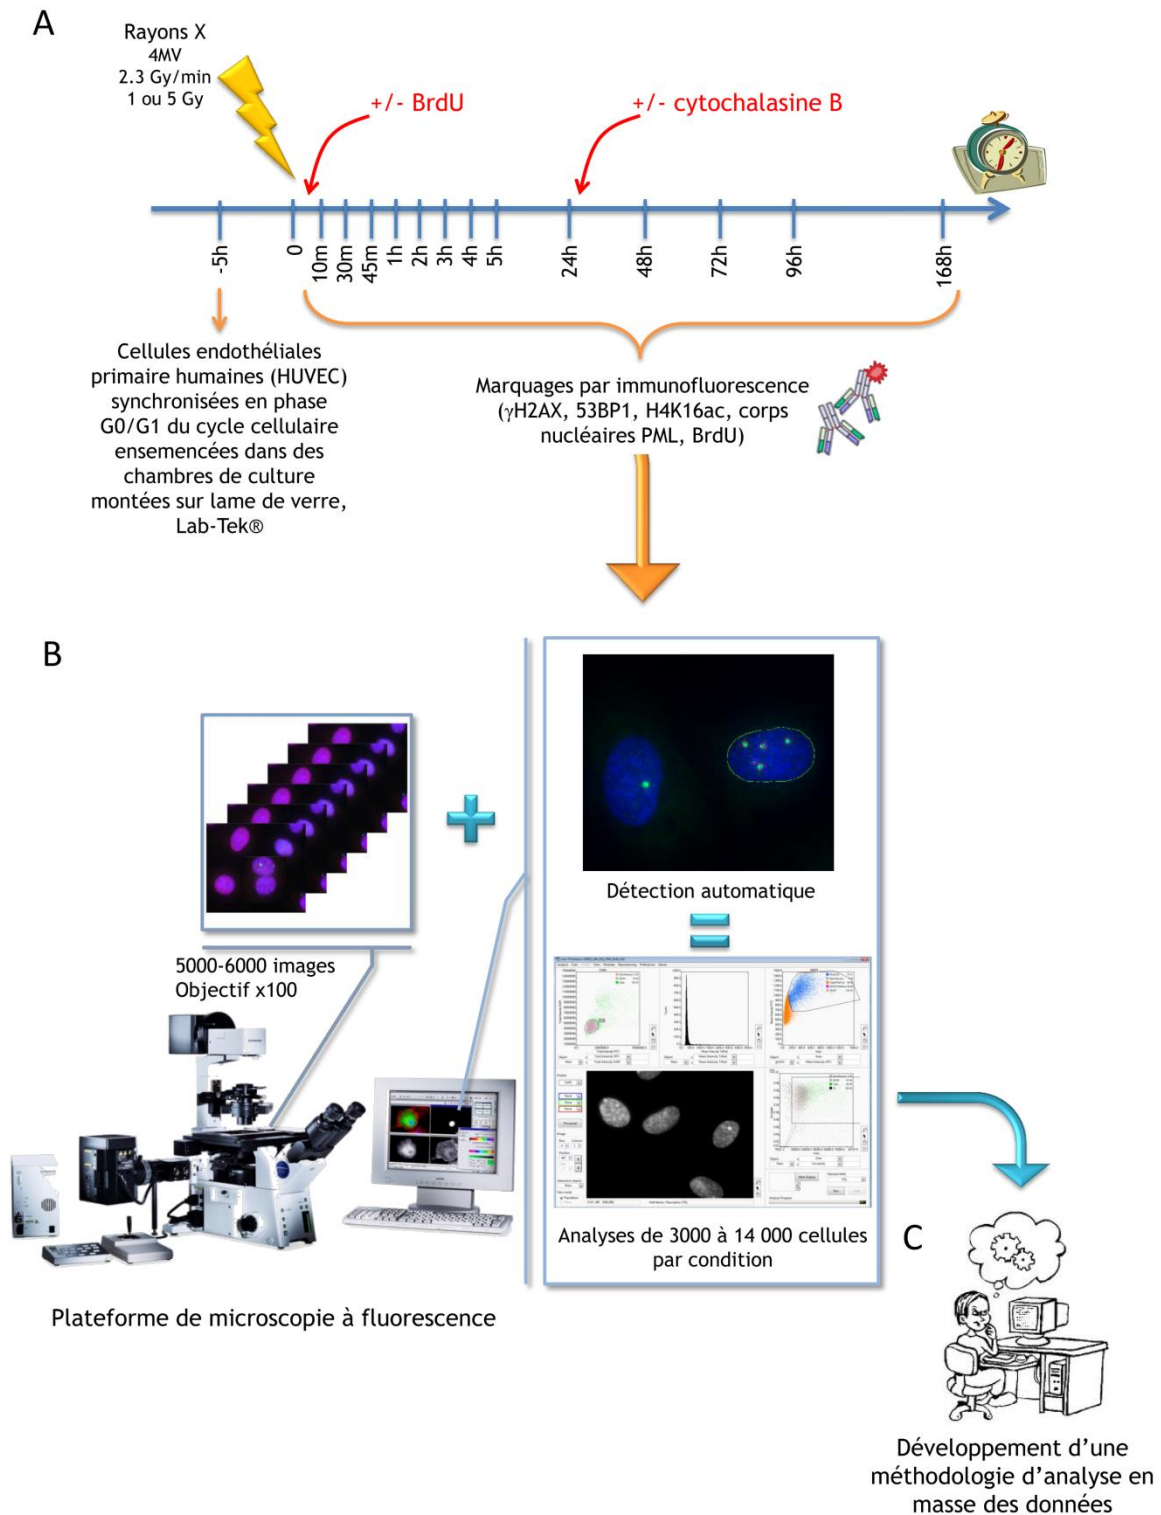 A
Rayons X
4MV
2.3 Gy/min
1 ou 5 Gy
+/- BrdU
+/- cytochalasine B
-5h
0
10m
30m
45m
1h
2h
3h
4h
5h
24h
48h
72h
96h
168h
Cellules endothéliales
primaire humaines (HUVEC)
synchronisées en phase
G0/G1 du cycle cellulaire
ensemencées dans des
chambres de culture
montées sur lame de verre,
Lab-Tek®
Marquages par immunofluorescence
(γH2AX, 53BP1, H4K16ac, corps
nucléaires PML, BrdU)
B
5000-6000 images
Objectif x100
Détection automatique
Analyses de 3000 à 14 000 cellules
par condition
Plateforme de microscopie à fluorescence
C
Développement d’une
méthodologie d’analyse en
masse des données